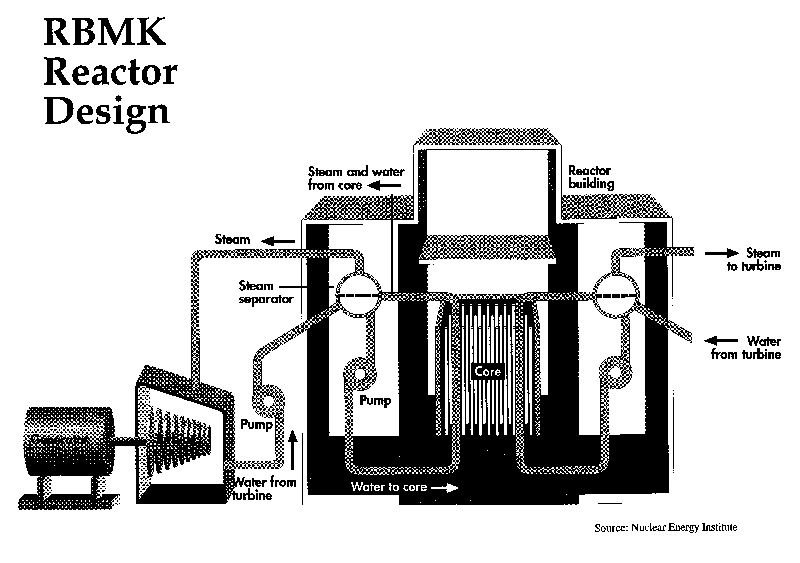 RBMK
Reactor
Design
Steam and water
from core
Reactor
building
Steam
Steam
to turbine
Steam
separator
Water
from turbine
Core
Pump
Pump
Water from
turbine
Water to core
Source: Nuclear Energy Institute